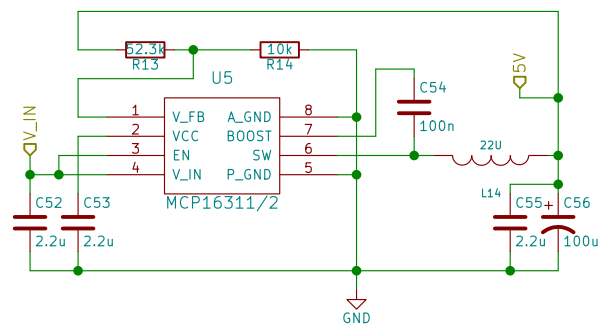 52.3k
R13
10k
R14
U5
5V
C54
100n
V_IN
1 V_FB A_GND 8
2 VCC BOOST 7
3 EN SW 6
4 V_IN P_GND 5
MCP16311/2
22U
L14
C52
2.2u
C53
2.2u
C55
2.2u
+
C56
100u
GND